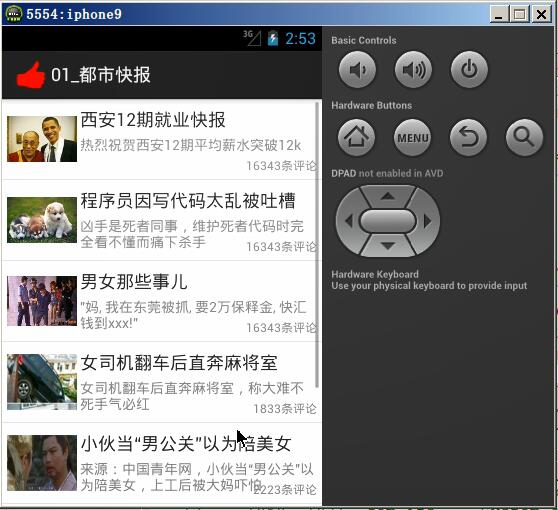 5554:iphone9
3G
2:53
01_都市快报
西安12期就业快报
热烈祝贺西安12期平均薪水突破12k
16343条评论
程序员因写代码太乱被吐槽
凶手是死者同事，维护死者代码时完
全看不懂而痛下杀手
16343条评论
男女那些事儿
"妈, 我在东莞被抓, 要2万保释金, 快汇
钱到xxx!"
16343条评论
女司机翻车后直奔麻将室
女司机翻车后直奔麻将室，称大难不
死手气必红
1833条评论
小伙当“男公关”以为陪美女
来源：中国青年网，小伙当“男公关”以
为陪美女，上工后被大妈吓怕
2223条评论
Basic Controls
Hardware Buttons
MENU
DPAD not enabled in AVD
Hardware Keyboard
Use your physical keyboard to provide input